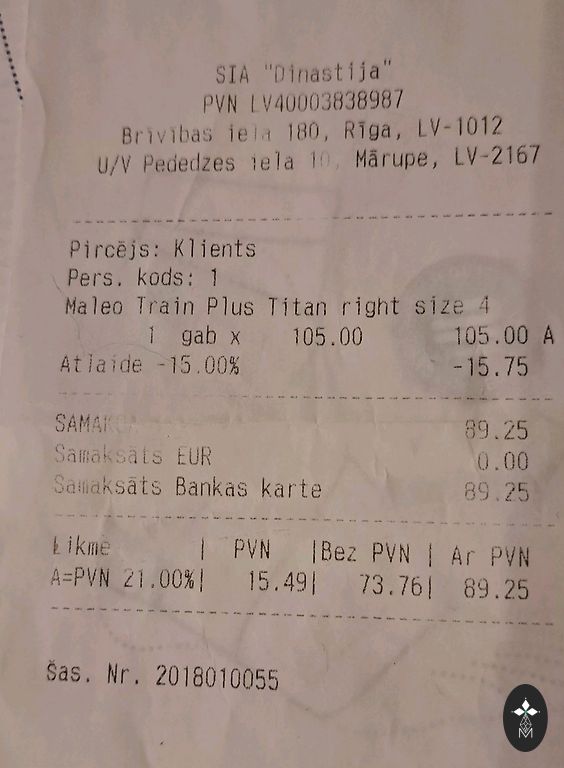 SIA "Dinastija"
PVN LV40003838987
Brīvības iela 180, Rīga, LV-1012
U/V Pededzes iela 10, Mārupe, LV-2167
Pircējs: Klients
Pers. kods: 1
Maleo Train Plus Titan right size 4
1 gab x 105.00 105.00 A
Atlaide -15.00% -15.75
89.25
Samaksāts EUR 0.00
Samaksāts Bankas karte 89.25
Likme | PVN |Bez PVN | Ar PVN
A=PVN 21.00%| 15.49| 73.76| 89.25
Šas. Nr. 2018010055
M